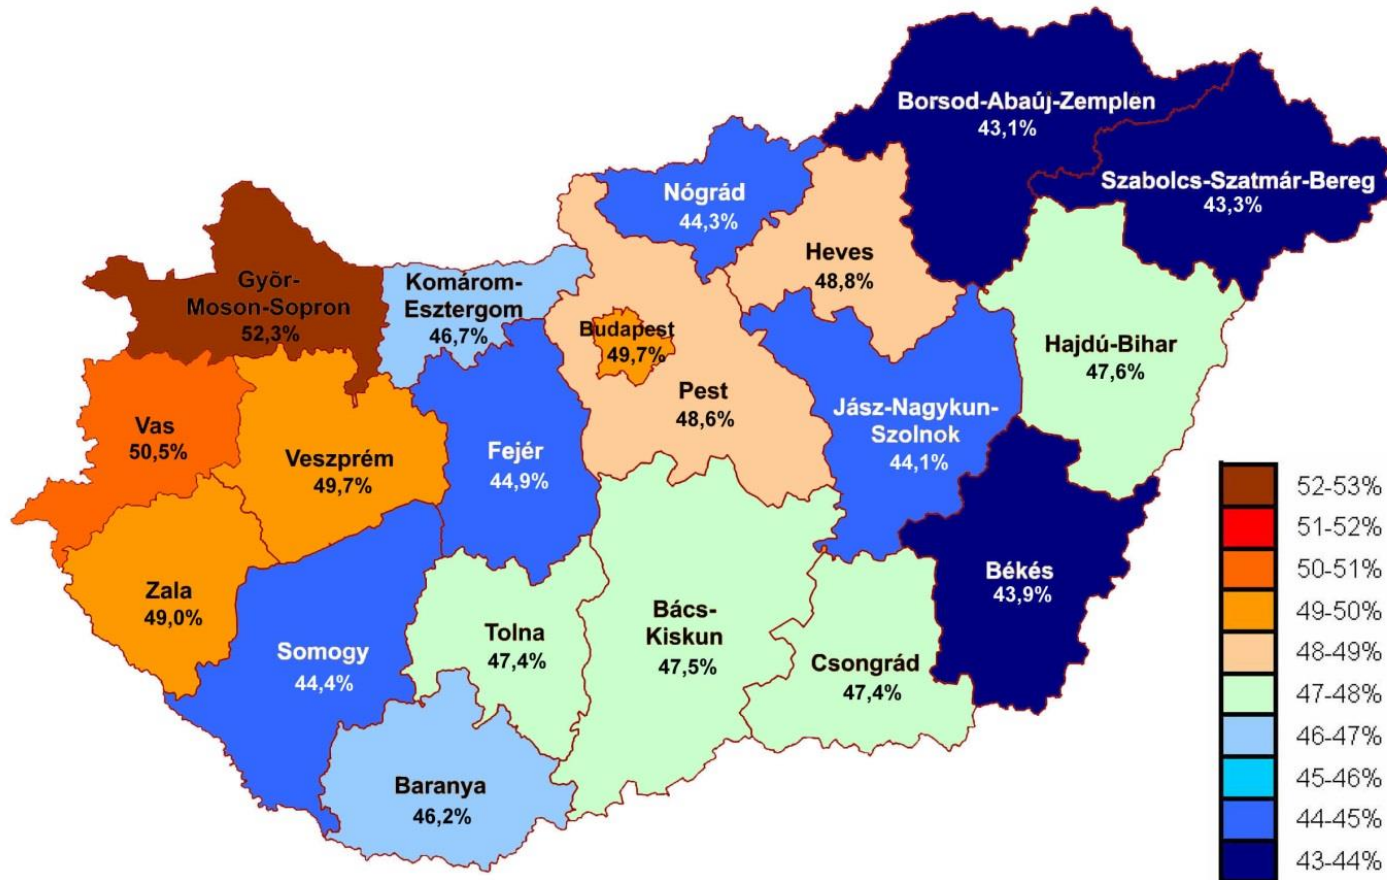 Borsod-Abaúj-Zemplén
43,1%
Szabolcs-Szatmár-Bereg
43,3%
Nógrád
44,3%
Heves
48,8%
Győr-
Moson-Sopron
52,3%
Komárom-
Esztergom
46,7%
Budapest
49,7%
Pest
48,6%
Hajdú-Bihar
47,6%
Jász-Nagykun-
Szolnok
44,1%
Vas
50,5%
Veszprém
49,7%
Fejér
44,9%
Zala
49,0%
Somogy
44,4%
Tolna
47,4%
Bács-
Kiskun
47,5%
Csongrád
47,4%
Békés
43,9%
Baranya
46,2%
52-53%
51-52%
50-51%
49-50%
48-49%
47-48%
46-47%
45-46%
44-45%
43-44%